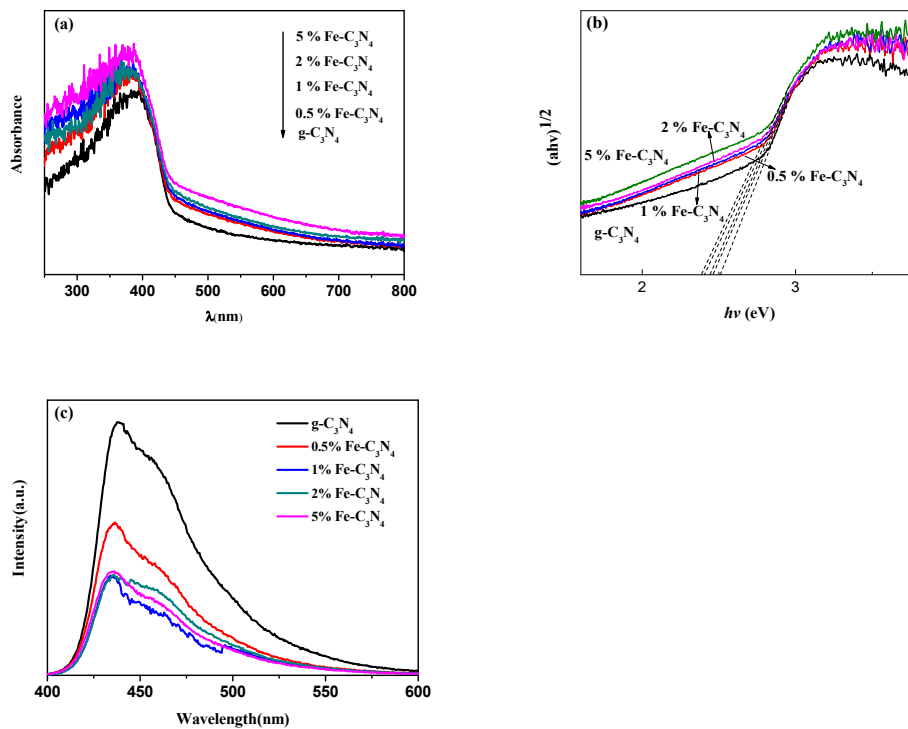 (a)
5 % Fe-C₃N₄
2 % Fe-C₃N₄
1 % Fe-C₃N₄
0.5 % Fe-C₃N₄
g-C₃N₄
Absorbance
300 400 500 600 700 800
λ(nm)
(b)
(ahν)^1/2
2 % Fe-C₃N₄
5 % Fe-C₃N₄
0.5 % Fe-C₃N₄
1 % Fe-C₃N₄
g-C₃N₄
2 3
hν (eV)
(c)
g-C₃N₄
0.5% Fe-C₃N₄
1% Fe-C₃N₄
2% Fe-C₃N₄
5% Fe-C₃N₄
Intensity(a.u.)
400 450 500 550 600
Wavelength(nm)